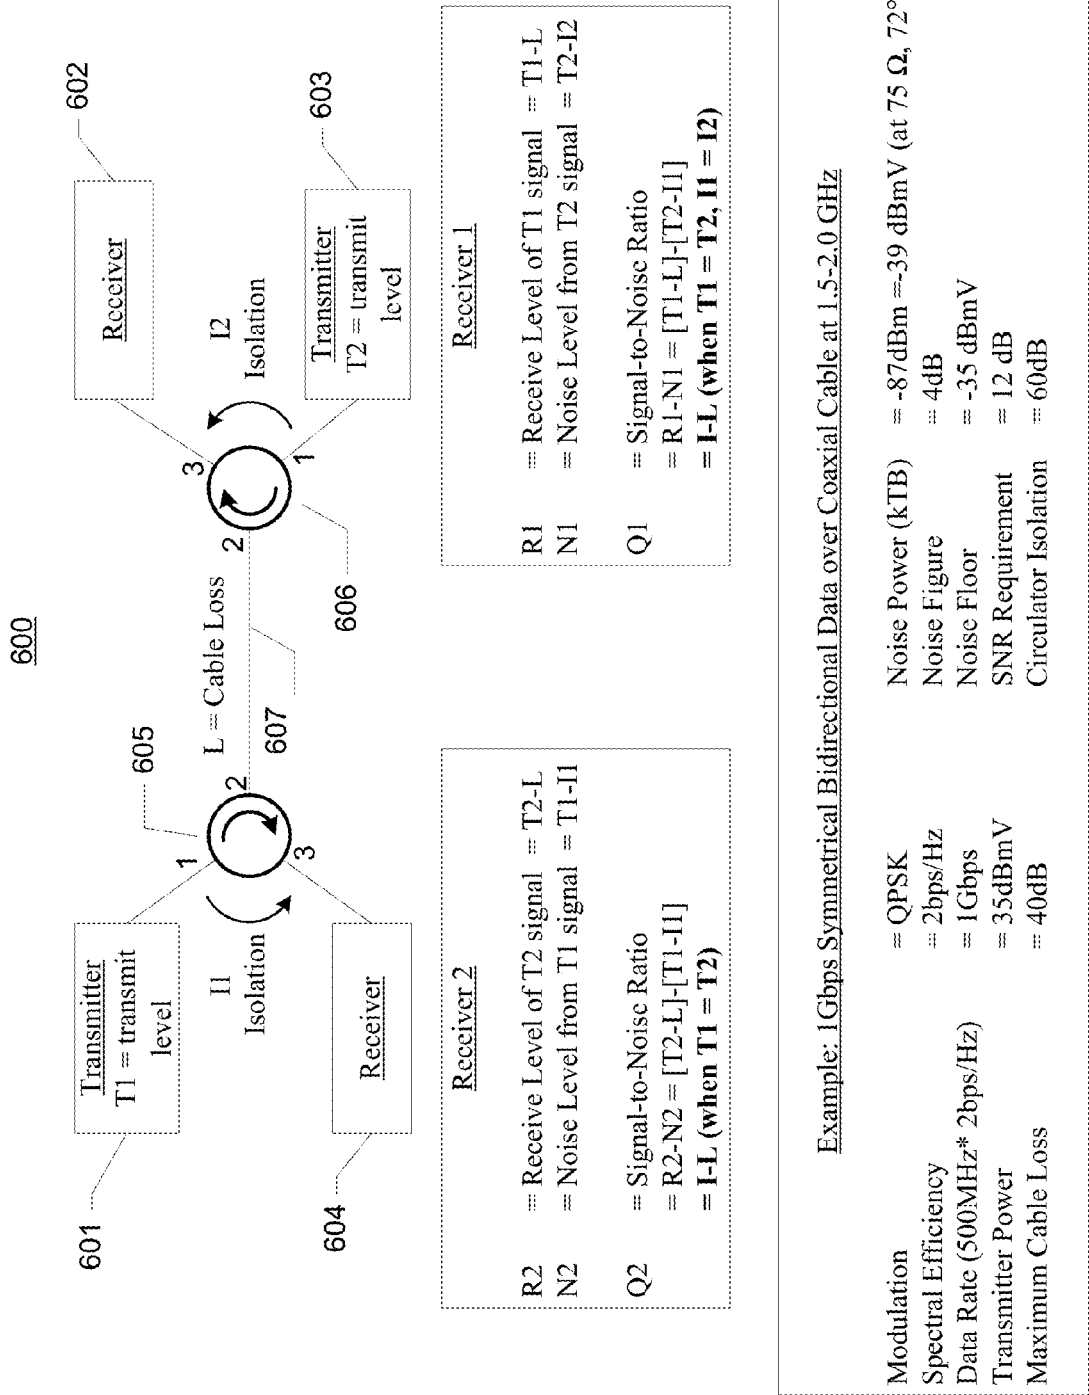 600
601
Transmitter
T1 = transmit
level
I1
Isolation
604
Receiver
605
1
2
3
L = Cable Loss
607
606
2
3
1
I2
Isolation
Receiver
602
Transmitter
T2 = transmit
level
603
Receiver 2
R2 = Receive Level of T2 signal = T2-L
N2 = Noise Level from T1 signal = T1-I1
Q2 = Signal-to-Noise Ratio
= R2-N2 = [T2-L]-[T1-I1]
= I-L (when T1 = T2)
Receiver 1
R1 = Receive Level of T1 signal = T1-L
N1 = Noise Level from T2 signal = T2-I2
Q1 = Signal-to-Noise Ratio
= R1-N1 = [T1-L]-[T2-I1]
= I-L (when T1 = T2, I1 = I2)
Example: 1Gbps Symmetrical Bidirectional Data over Coaxial Cable at 1.5-2.0 GHz
Modulation = QPSK
Spectral Efficiency = 2bps/Hz
Data Rate (500MHz* 2bps/Hz) = 1Gbps
Transmitter Power = 35dBmV
Maximum Cable Loss = 40dB
Noise Power (kTB) = -87dBm =-39 dBmV (at 75 Ω, 72°
Noise Figure = 4dB
Noise Floor = -35 dBmV
SNR Requirement = 12 dB
Circulator Isolation = 60dB